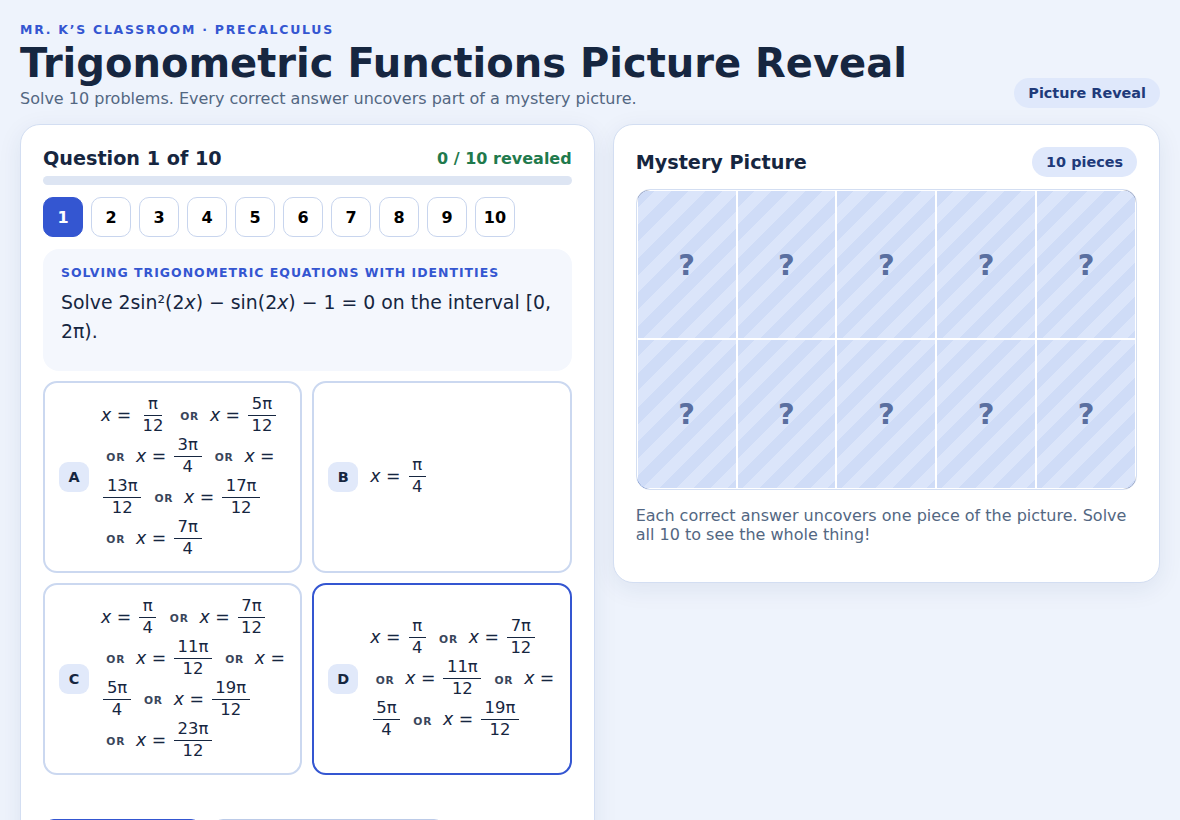 MR. K’S CLASSROOM · PRECALCULUS
Trigonometric Functions Picture Reveal
Solve 10 problems. Every correct answer uncovers part of a mystery picture.
Picture Reveal
Question 1 of 10
0 / 10 revealed
1 2 3 4 5 6 7 8 9 10
SOLVING TRIGONOMETRIC EQUATIONS WITH IDENTITIES
Solve 2sin²(2x) − sin(2x) − 1 = 0 on the interval [0,
2π).
A
x = π/12 OR x = 5π/12
OR x = 3π/4 OR x =
13π/12 OR x = 17π/12
OR x = 7π/4
B
x = π/4
C
x = π/4 OR x = 7π/12
OR x = 11π/12 OR x =
5π/4 OR x = 19π/12
OR x = 23π/12
D
x = π/4 OR x = 7π/12
OR x = 11π/12 OR x =
5π/4 OR x = 19π/12
Mystery Picture
10 pieces
? ? ? ? ?
? ? ? ? ?
Each correct answer uncovers one piece of the picture. Solve
all 10 to see the whole thing!